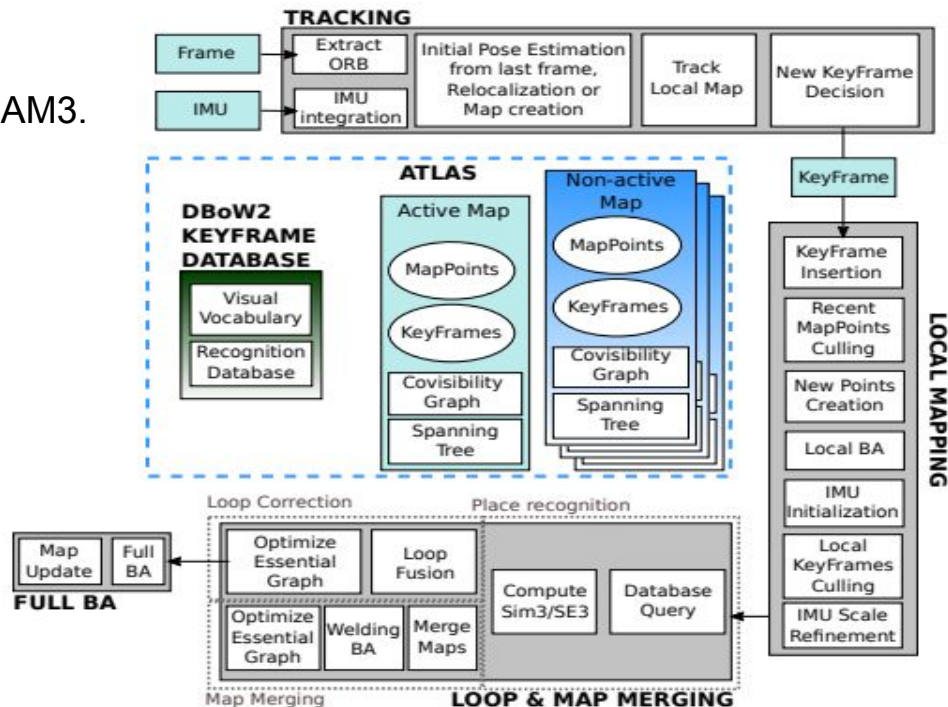 TRACKING
Frame
Extract
ORB
IMU
IMU
integration
Initial Pose Estimation
from last frame,
Relocalization or
Map creation
Track
Local Map
New KeyFrame
Decision
AM3.
KeyFrame
ATLAS
DBoW2
KEYFRAME
DATABASE
Visual
Vocabulary
Recognition
Database
Active Map
MapPoints
KeyFrames
Covisibility
Graph
Spanning
Tree
Non-active
Map
MapPoints
KeyFrames
Covisibility
Graph
Spanning
Tree
KeyFrame
Insertion
Recent
MapPoints
Culling
New Points
Creation
Local BA
IMU
Initialization
Local
KeyFrames
Culling
IMU Scale
Refinement
LOCAL MAPPING
Loop Correction
Place recognition
Optimize
Essential
Graph
Loop
Fusion
Compute
Sim3/SE3
Database
Query
Map
Update
Full
BA
FULL BA
Optimize
Essential
Graph
Welding
BA
Merge
Maps
Map Merging
LOOP & MAP MERGING